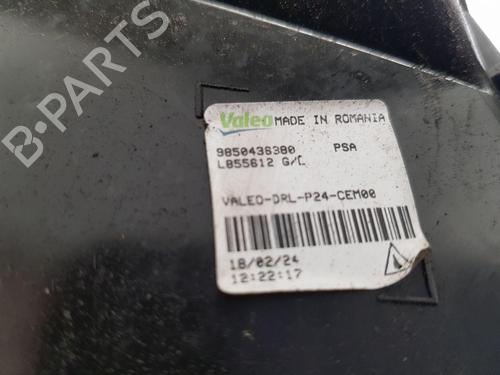 Valeo MADE IN ROMANIA
9850436380 PSA
L855612 G/L
VALEO-DRL-P24-CEM00
18/02/24
12:22:17
B-PARTS